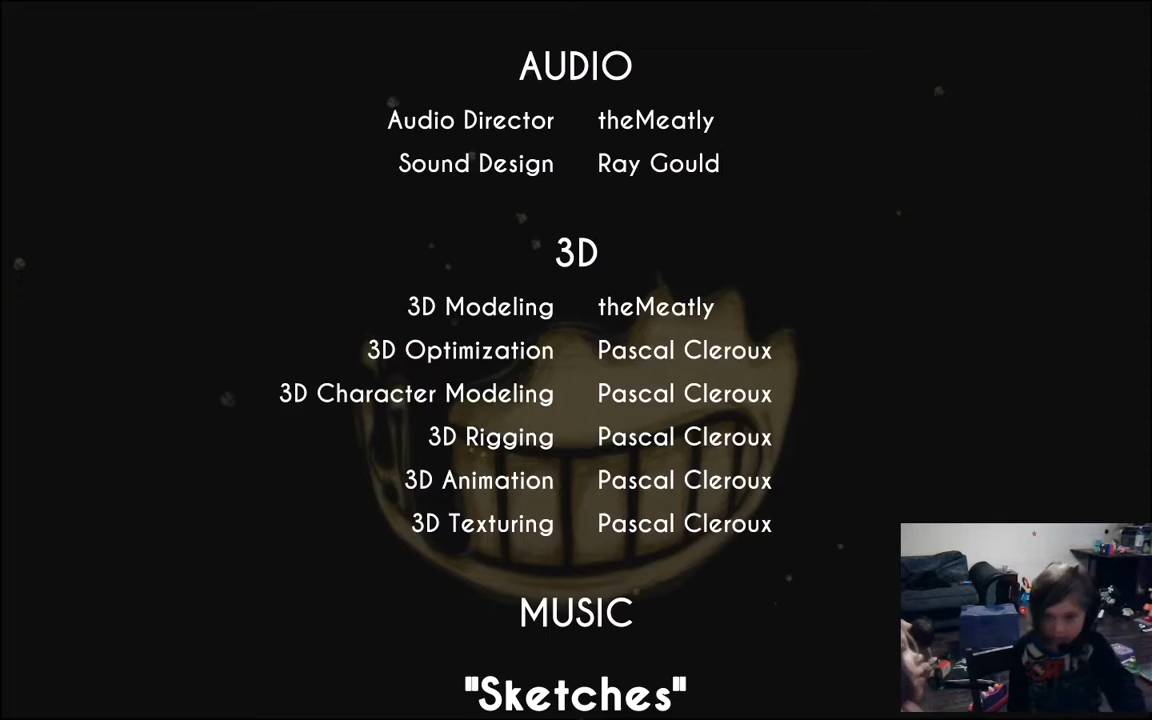 AUDIO
Audio Director theMeatly
Sound Design Ray Gould
3D
3D Modeling theMeatly
3D Optimization Pascal Cleroux
3D Character Modeling Pascal Cleroux
3D Rigging Pascal Cleroux
3D Animation Pascal Cleroux
3D Texturing Pascal Cleroux
MUSIC
"Sketches"